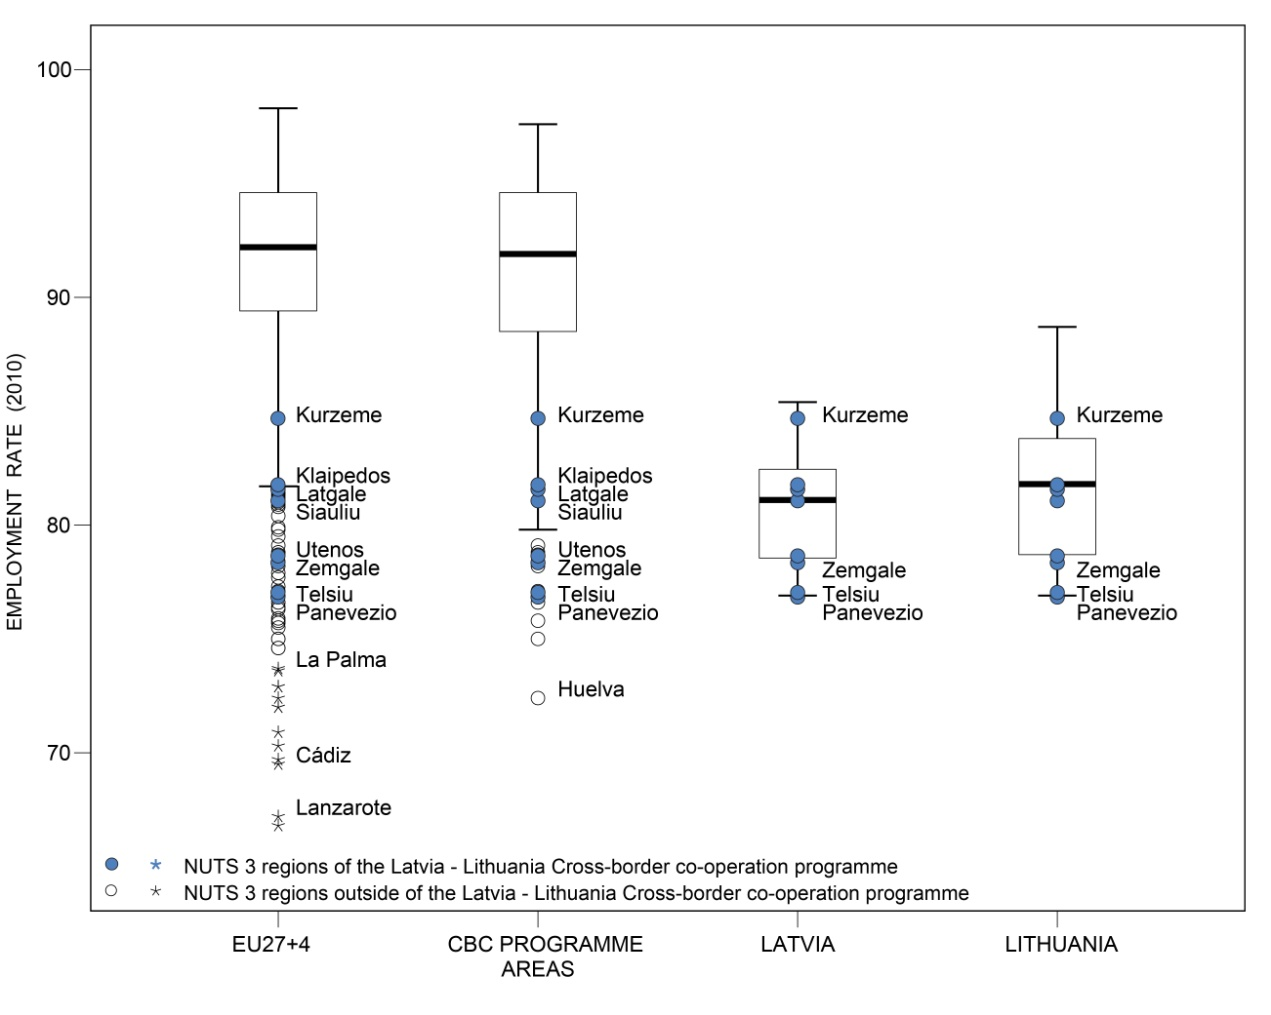 EMPLOYMENT RATE (2010)
100
90
80
70
Kurzeme
Klaipedos
Latgale
Siauliu
Utenos
Zemgale
Telsiu
Panevezio
La Palma
Cádiz
Lanzarote
Kurzeme
Klaipedos
Latgale
Siauliu
Utenos
Zemgale
Telsiu
Panevezio
Huelva
Kurzeme
Zemgale
Telsiu
Panevezio
Kurzeme
Zemgale
Telsiu
Panevezio
NUTS 3 regions of the Latvia - Lithuania Cross-border co-operation programme
NUTS 3 regions outside of the Latvia - Lithuania Cross-border co-operation programme
EU27+4
CBC PROGRAMME
AREAS
LATVIA
LITHUANIA